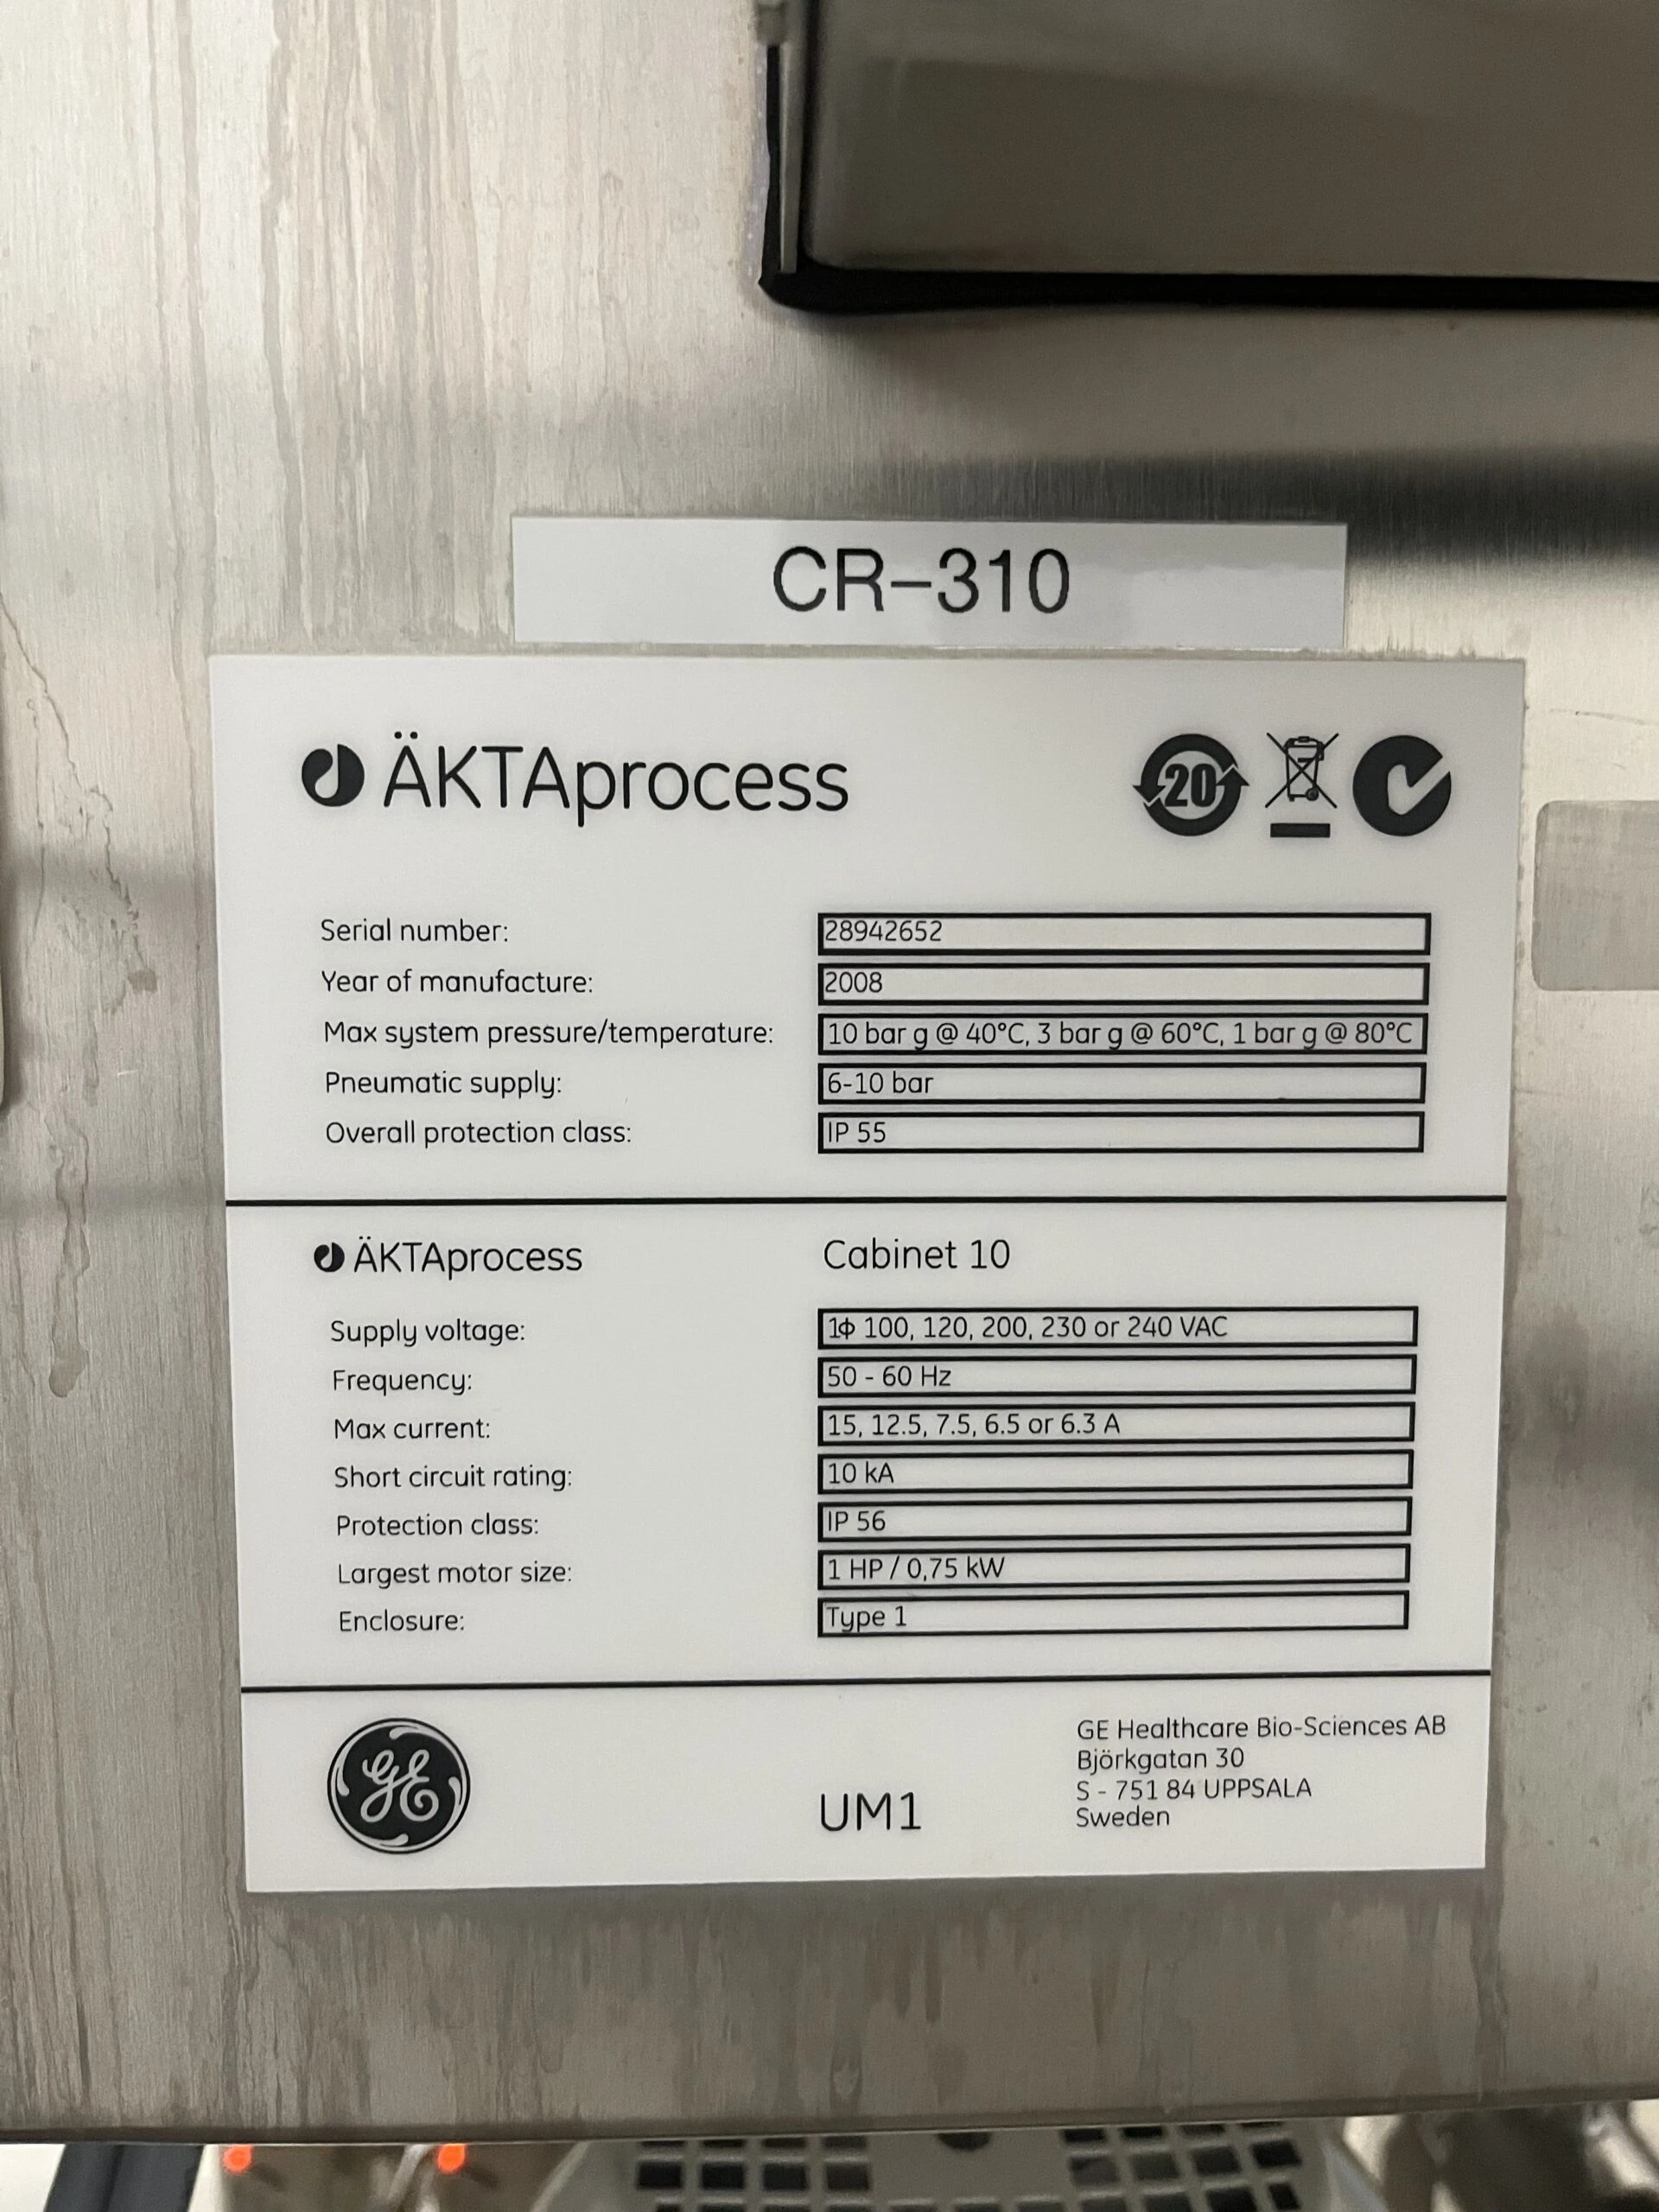 CR-310
ÄKTAprocess
20
Serial number: 28942652
Year of manufacture: 2008
Max system pressure/temperature: 10 bar g @ 40°C, 3 bar g @ 60°C, 1 bar g @ 80°C
Pneumatic supply: 6-10 bar
Overall protection class: IP 55
ÄKTAprocess Cabinet 10
Supply voltage: 1Φ 100, 120, 200, 230 or 240 VAC
Frequency: 50 - 60 Hz
Max current: 15, 12.5, 7.5, 6.5 or 6.3 A
Short circuit rating: 10 kA
Protection class: IP 56
Largest motor size: 1 HP / 0,75 kW
Enclosure: Type 1
GE
UM1
GE Healthcare Bio-Sciences AB
Björkgatan 30
S - 751 84 UPPSALA
Sweden